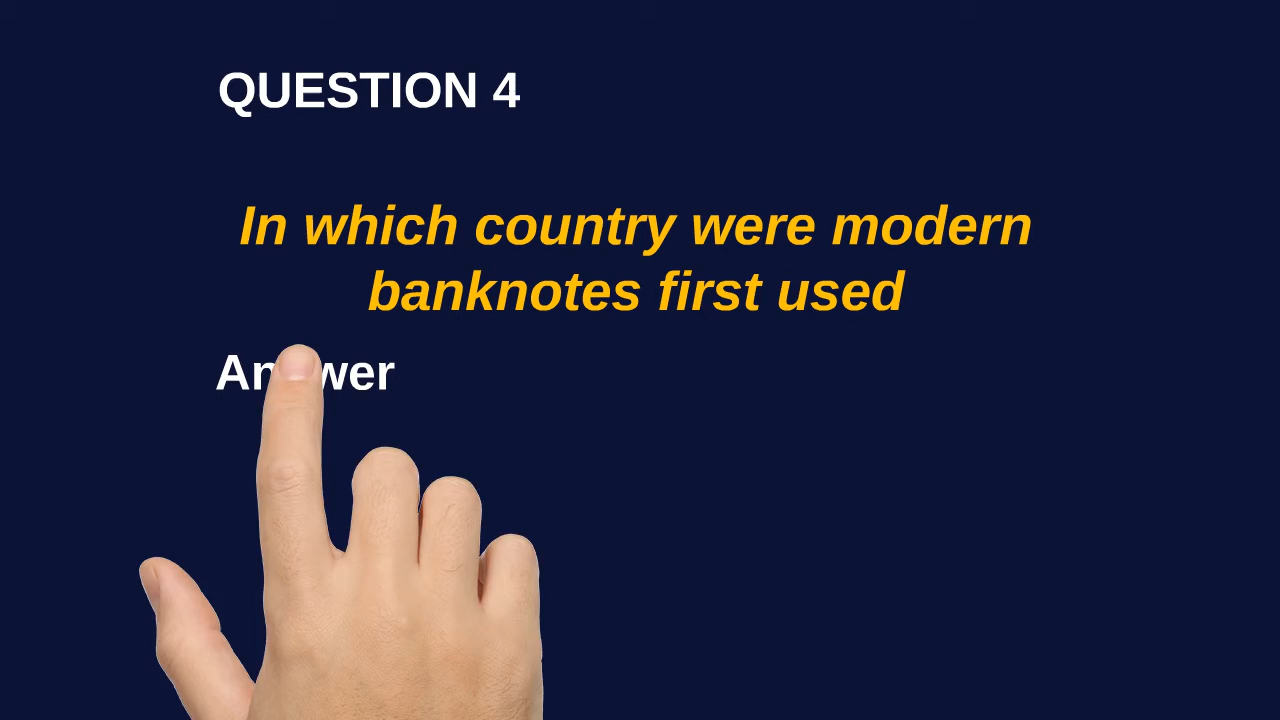 QUESTION 4
In which country were modern
banknotes first used
Answer